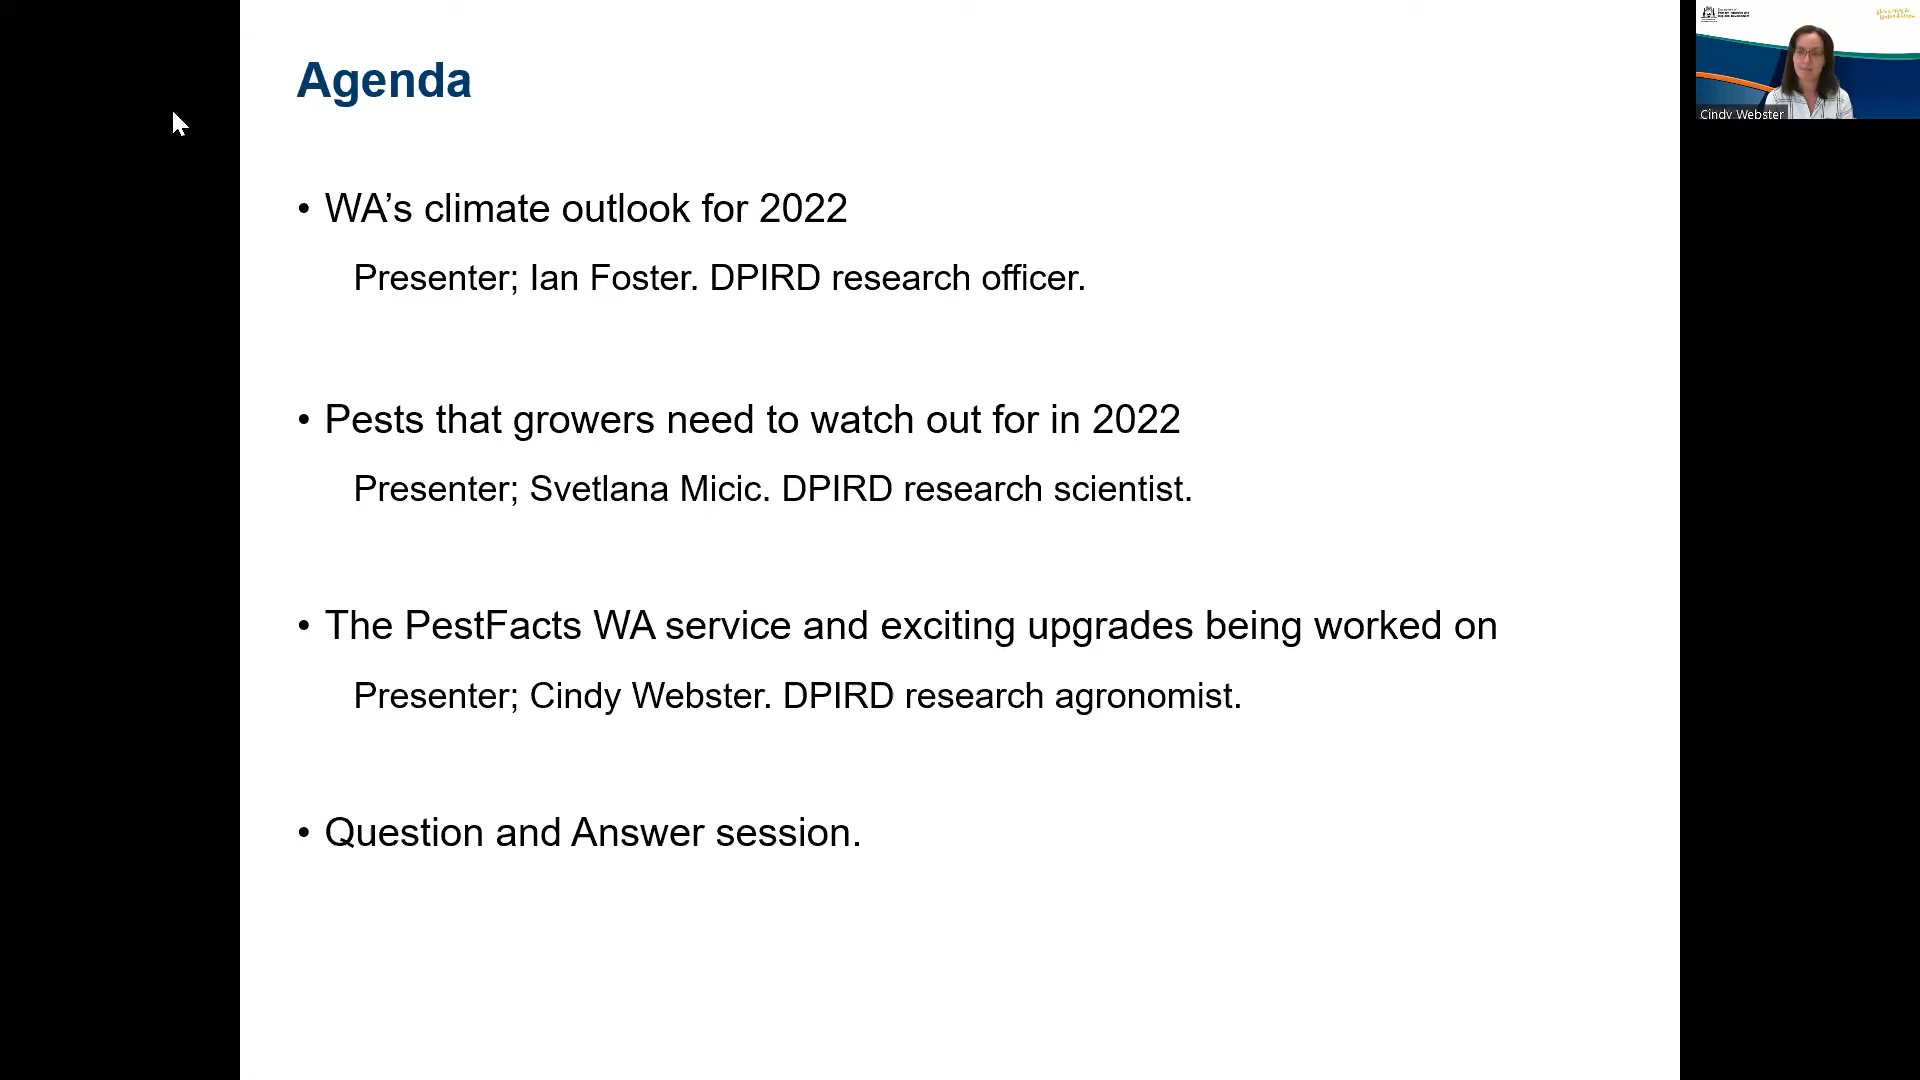 Agenda
• WA’s climate outlook for 2022
Presenter; Ian Foster. DPIRD research officer.
• Pests that growers need to watch out for in 2022
Presenter; Svetlana Micic. DPIRD research scientist.
• The PestFacts WA service and exciting upgrades being worked on
Presenter; Cindy Webster. DPIRD research agronomist.
• Question and Answer session.
Cindy Webster